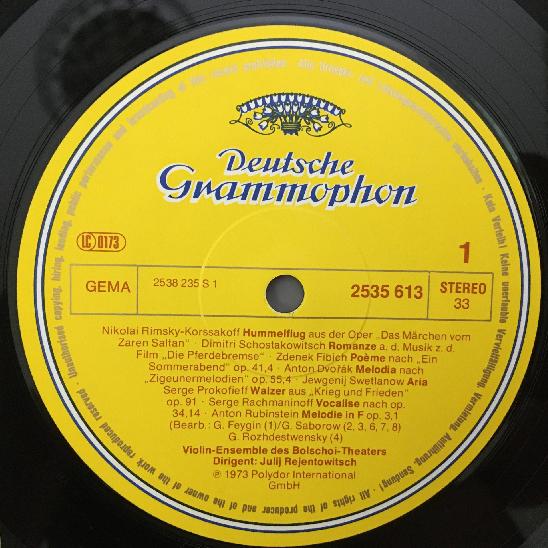 Deutsche
Grammophon
LC 0173
1
GEMA
2538 235 S 1
2535 613
STEREO
33
Nikolai Rimsky-Korssakoff Hummelflug aus der Oper „Das Märchen vom
Zaren Saltan“ · Dimitri Schostakowitsch Romanze a. d. Musik z. d.
Film „Die Pferdebremse“ · Zdenek Fibich Poème nach „Ein
Sommerabend“ op. 41,4 · Anton Dvořák Melodia nach
„Zigeunermelodien“ op. 55,4 · Jewgenij Swetlanow Aria
Serge Prokofieff Walzer aus „Krieg und Frieden“
op. 91 · Serge Rachmaninoff Vocalise nach op.
34,14 · Anton Rubinstein Melodie in F op. 3,1
(Bearb.: G. Feygin (1)/G. Saborow (2, 3, 6, 7, 8)
G. Rozhdestwensky (4)
Violin-Ensemble des Bolschoi-Theaters
Dirigent: Julij Rejentowitsch
℗ 1973 Polydor International
GmbH
Kein Verleih! Keine unerlaubte Vervielfältigung, Vermietung, Aufführung, Sendung! · All rights of the producer and of the owner of the work reproduced reserved · Unauthorised copying, hiring, lending, public performance and broadcasting of this record prohibited ·